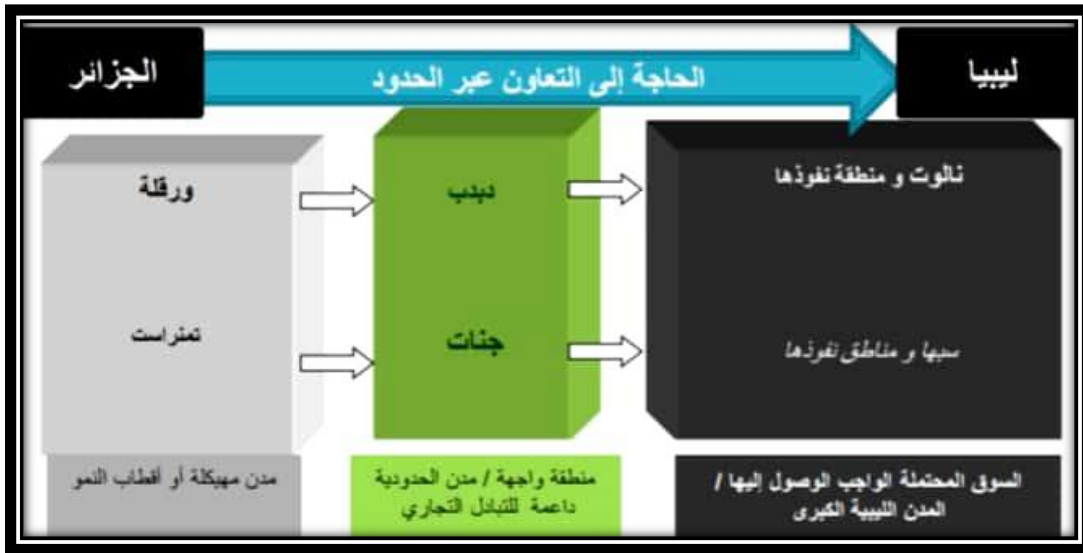 ليبيا
الحاجة إلى التعاون عبر الحدود
الجزائر
نالوت و منطقة نفوذها
دبدب
ورقلة
سبها و مناطق نفوذها
جنات
تمنراست
السوق المحتملة الواجب الوصول إليها /
المدن الليبية الكبرى
منطقة واجهة / مدن الحدودية
داعمة للتبادل التجاري
مدن مهيكلة أو أقطاب النمو